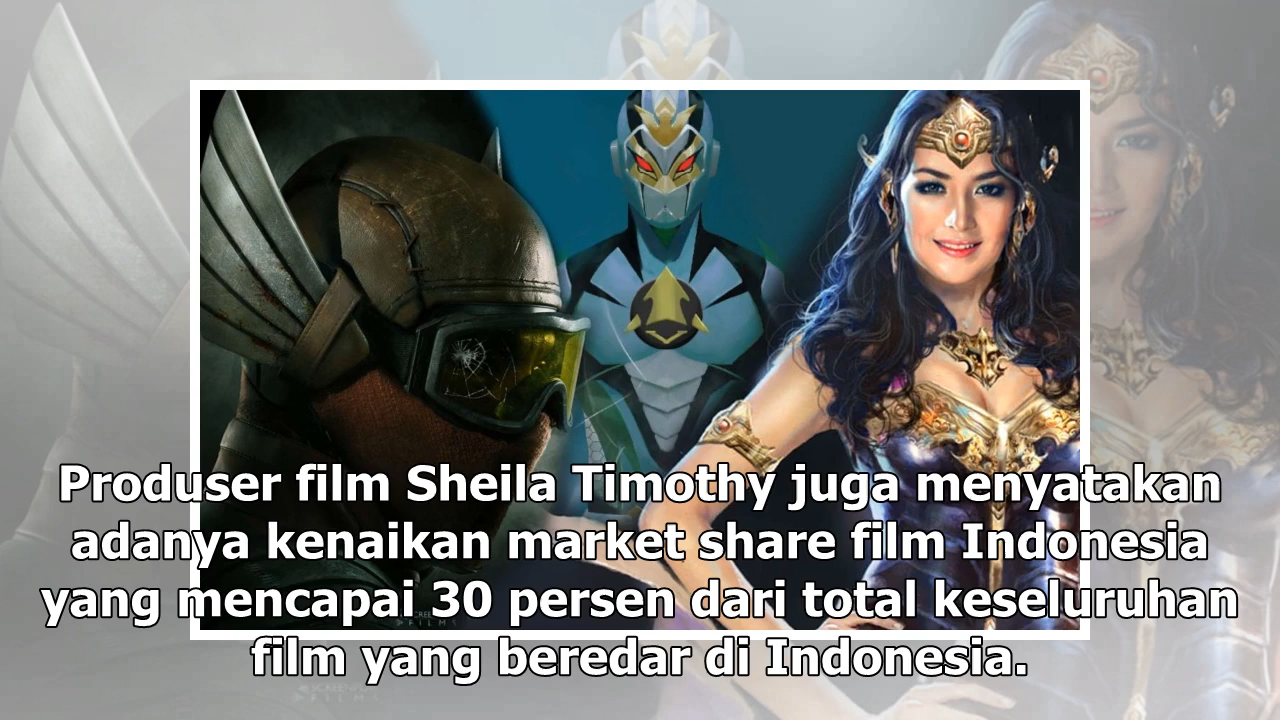 Produser film Sheila Timothy juga menyatakan
adanya kenaikan market share film Indonesia
yang mencapai 30 persen dari total keseluruhan
film yang beredar di Indonesia.